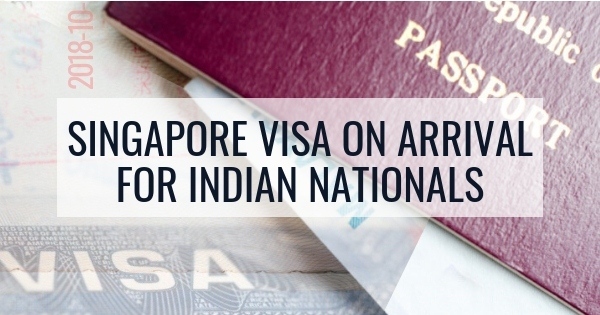 2018-10
epublic o
PASSPORT
SINGAPORE VISA ON ARRIVAL
FOR INDIAN NATIONALS
VISA